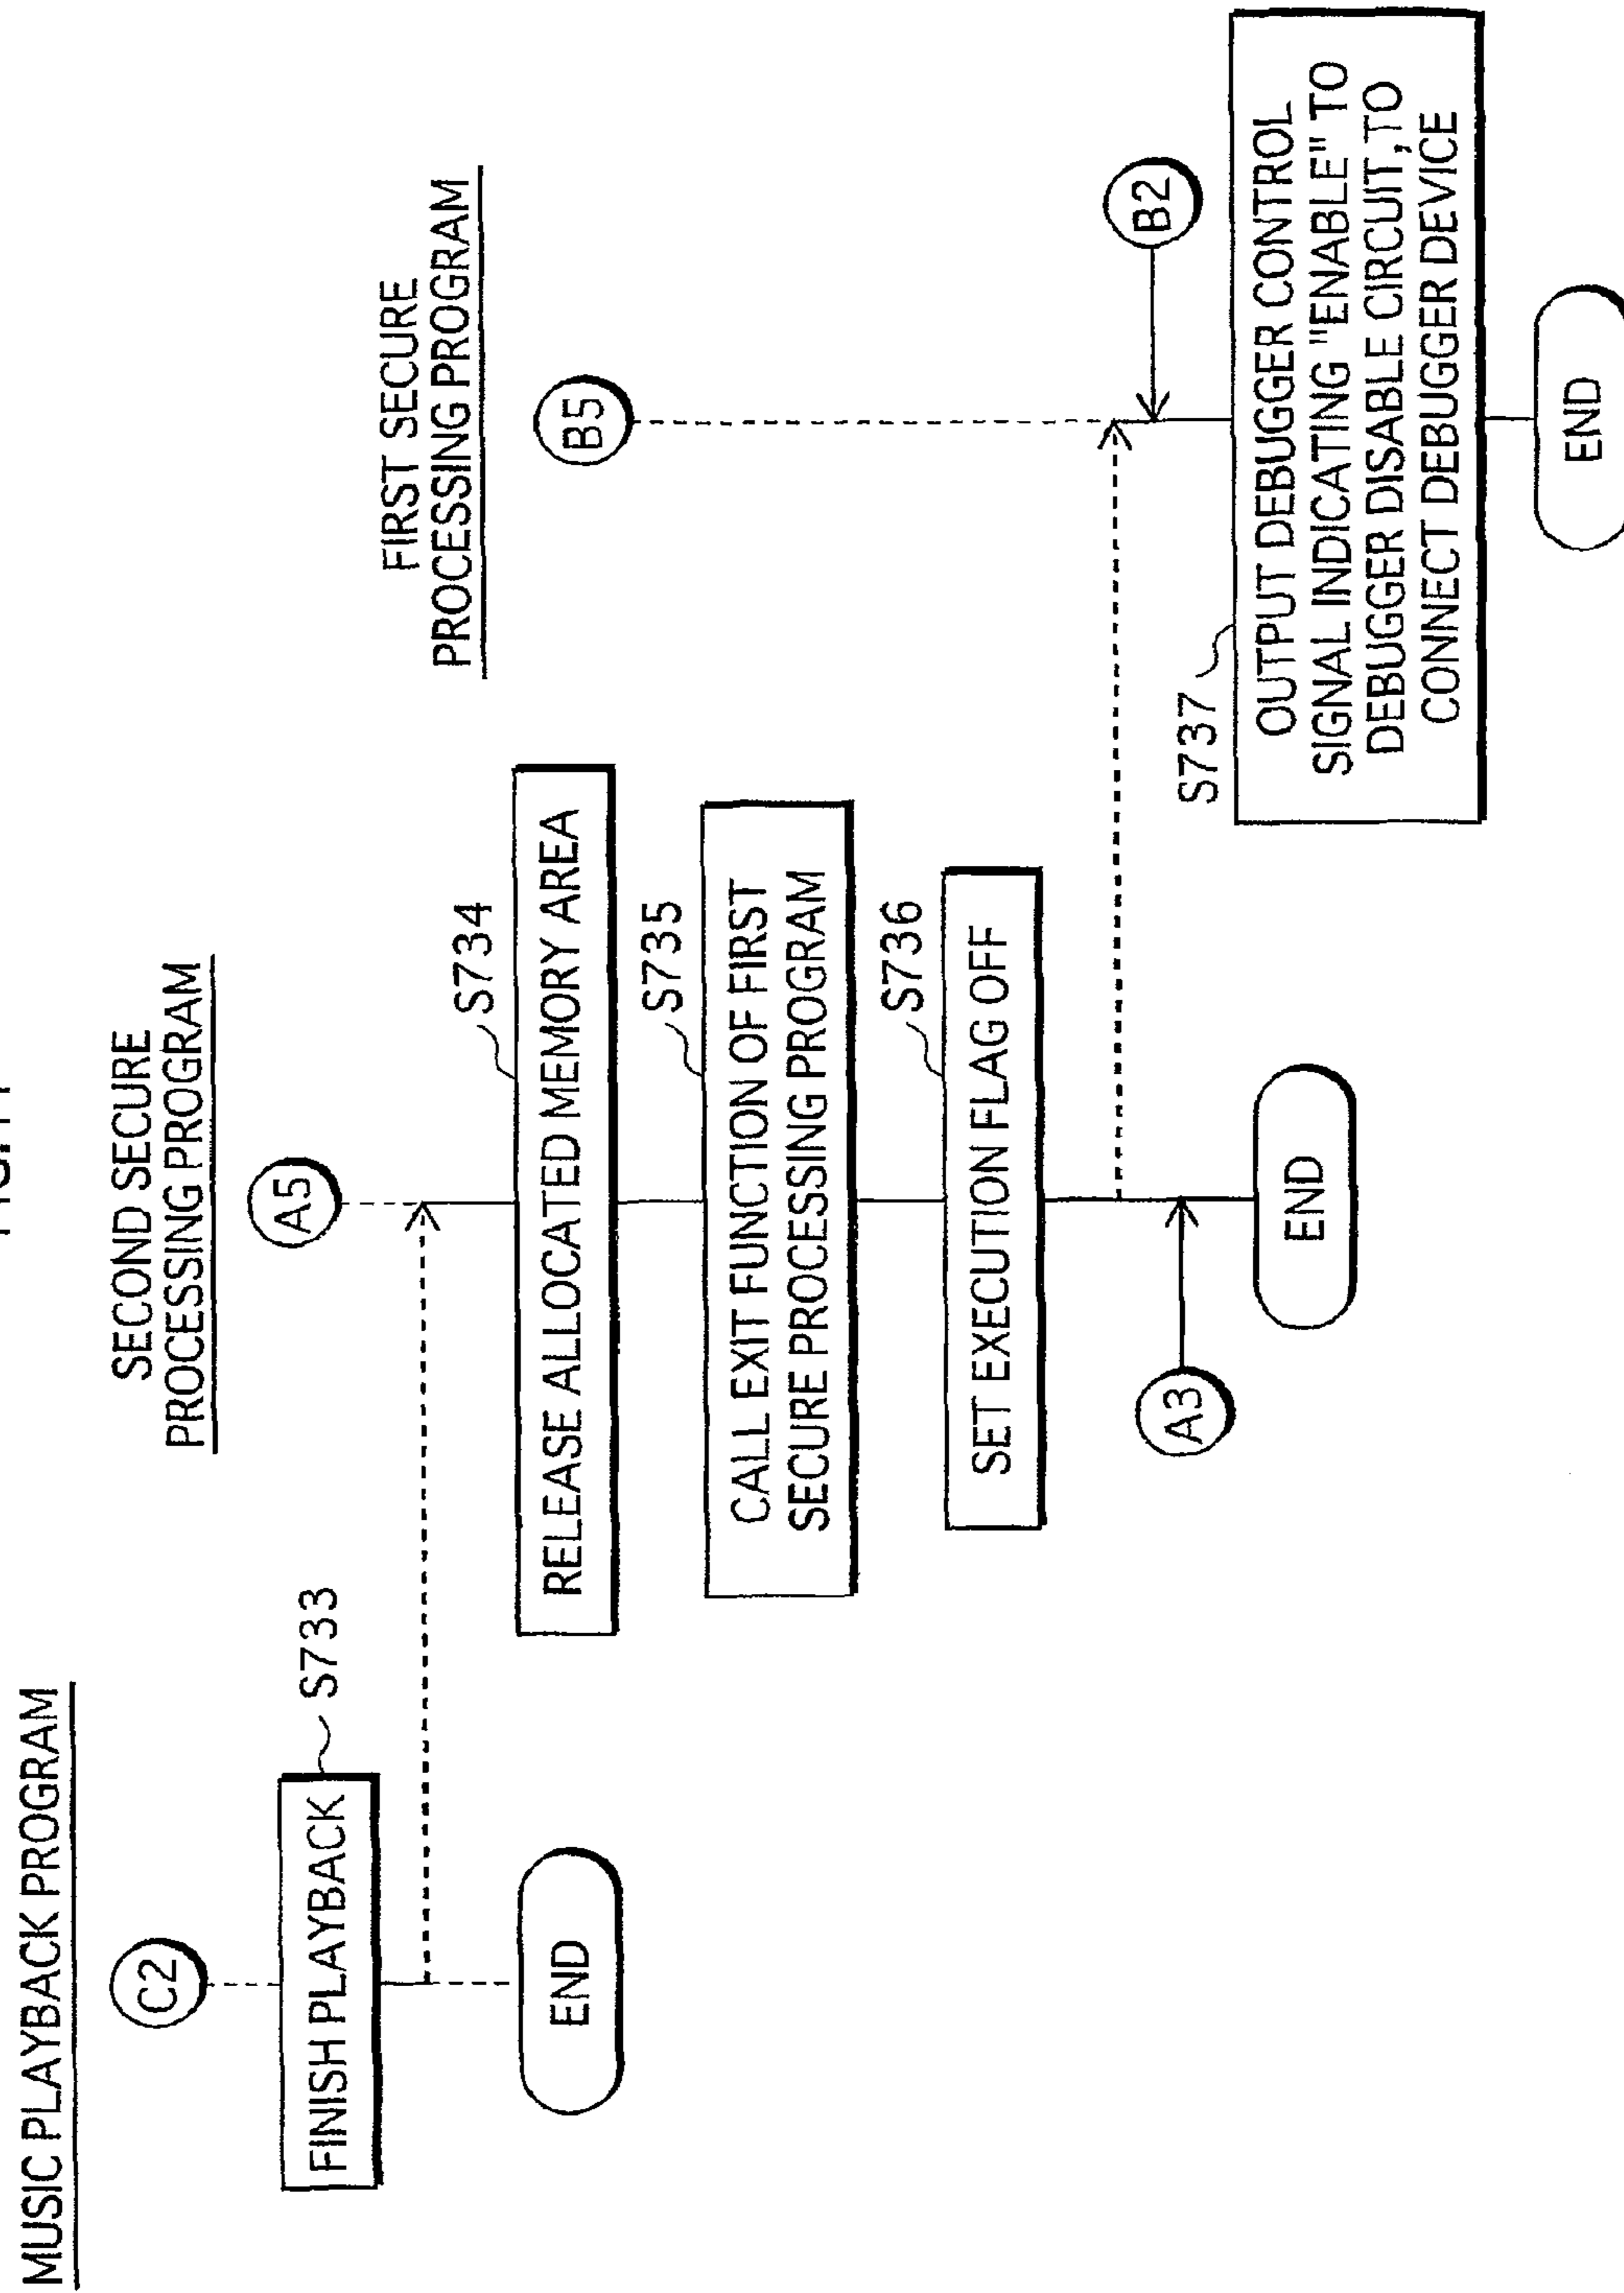 MUSIC PLAYBACK PROGRAM
C2
FINISH PLAYBACK
S733
END
SECOND SECURE
PROCESSING PROGRAM
A5
S734
RELEASE ALLOCATED MEMORY AREA
S735
CALL EXIT FUNCTION OF FIRST
SECURE PROCESSING PROGRAM
S736
SET EXECUTION FLAG OFF
A3
END
FIRST SECURE
PROCESSING PROGRAM
B5
B2
S737
OUTPUT DEBUGGER CONTROL
SIGNAL INDICATING "ENABLE" TO
DEBUGGER DISABLE CIRCUIT,TO
CONNECT DEBUGGER DEVICE
END